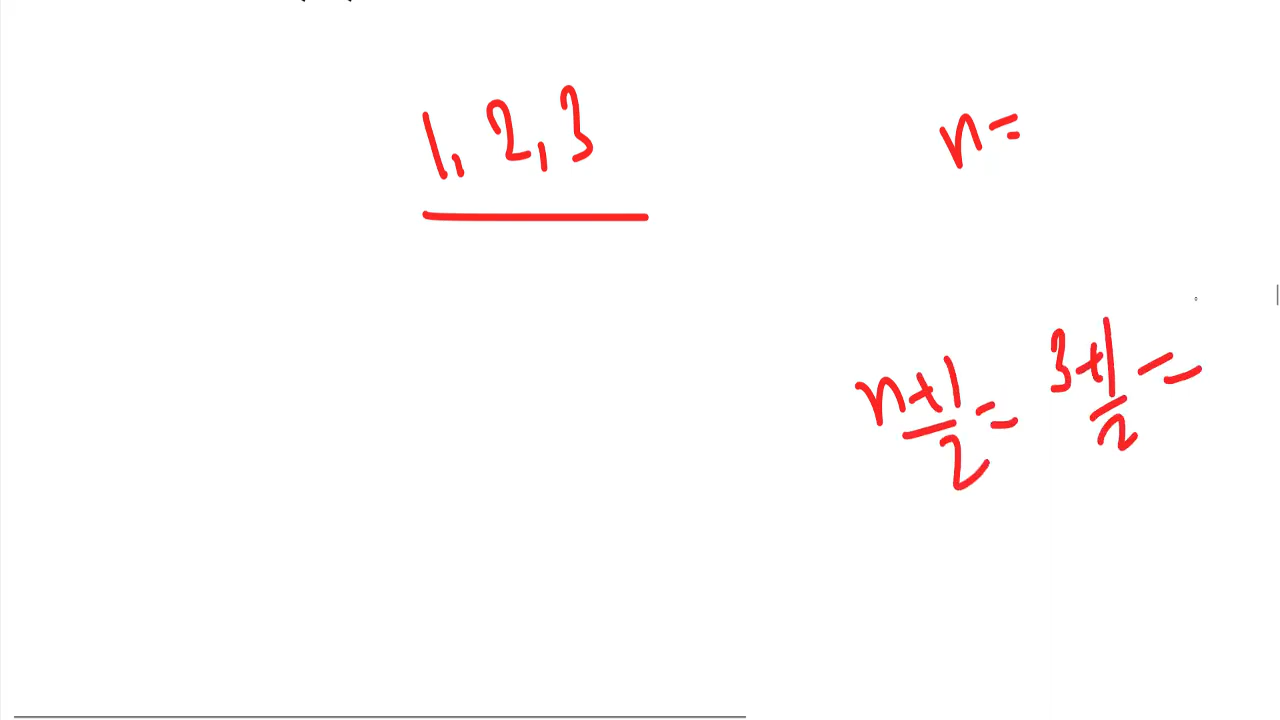 1, 2, 3
n=
n+1/2 = 3+1/2 =